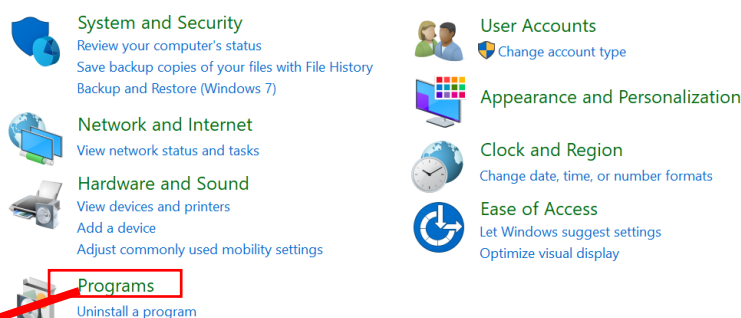 System and Security
Review your computer's status
Save backup copies of your files with File History
Backup and Restore (Windows 7)
Network and Internet
View network status and tasks
Hardware and Sound
View devices and printers
Add a device
Adjust commonly used mobility settings
Programs
Uninstall a program
User Accounts
Change account type
Appearance and Personalization
Clock and Region
Change date, time, or number formats
Ease of Access
Let Windows suggest settings
Optimize visual display